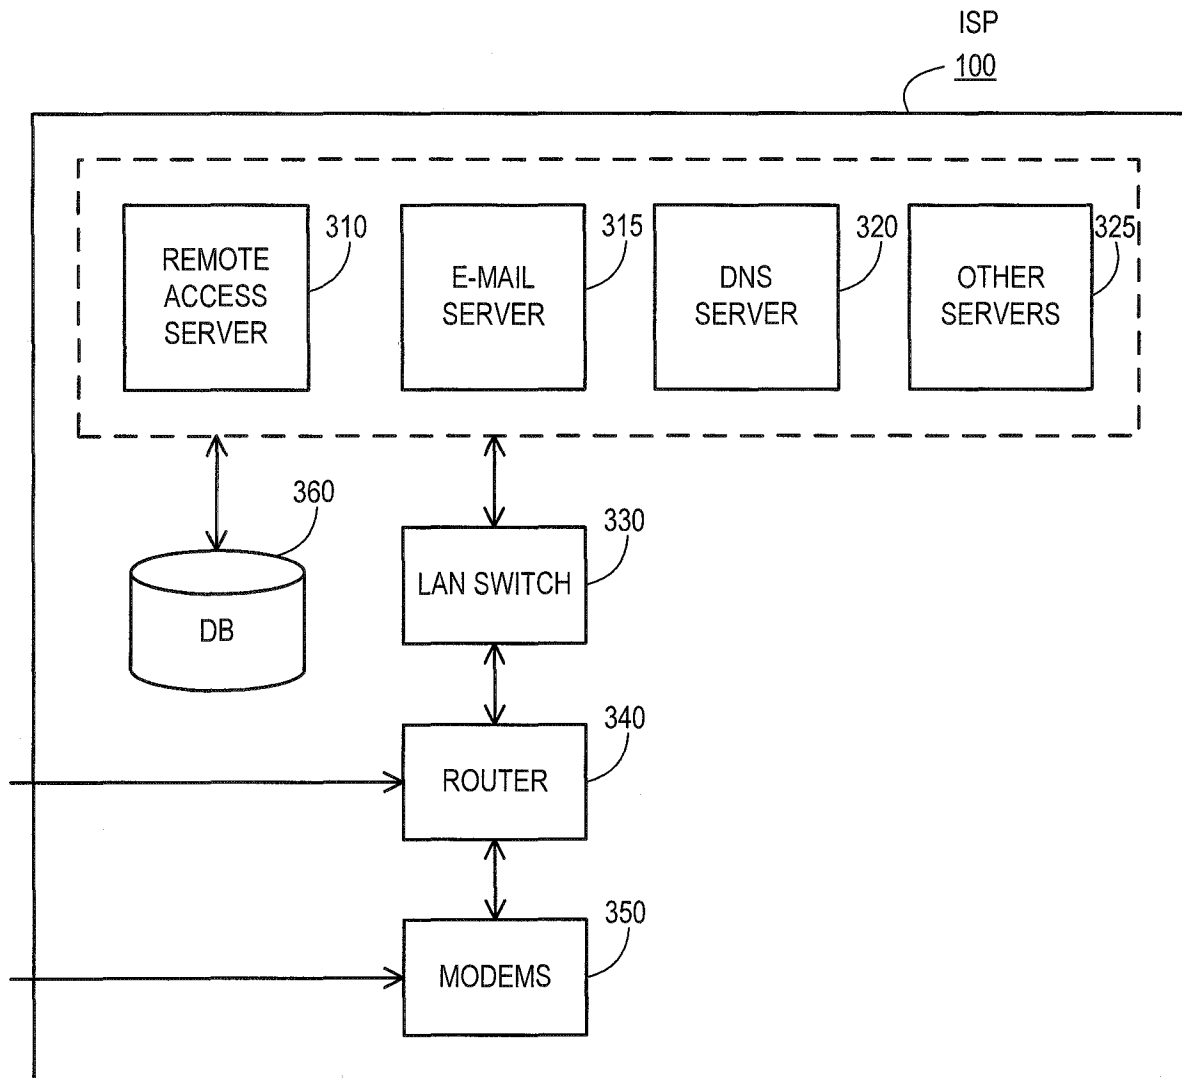 ISP
100
REMOTE
ACCESS
SERVER
310
E-MAIL
SERVER
315
DNS
SERVER
320
OTHER
SERVERS
325
360
DB
330
LAN SWITCH
340
ROUTER
350
MODEMS